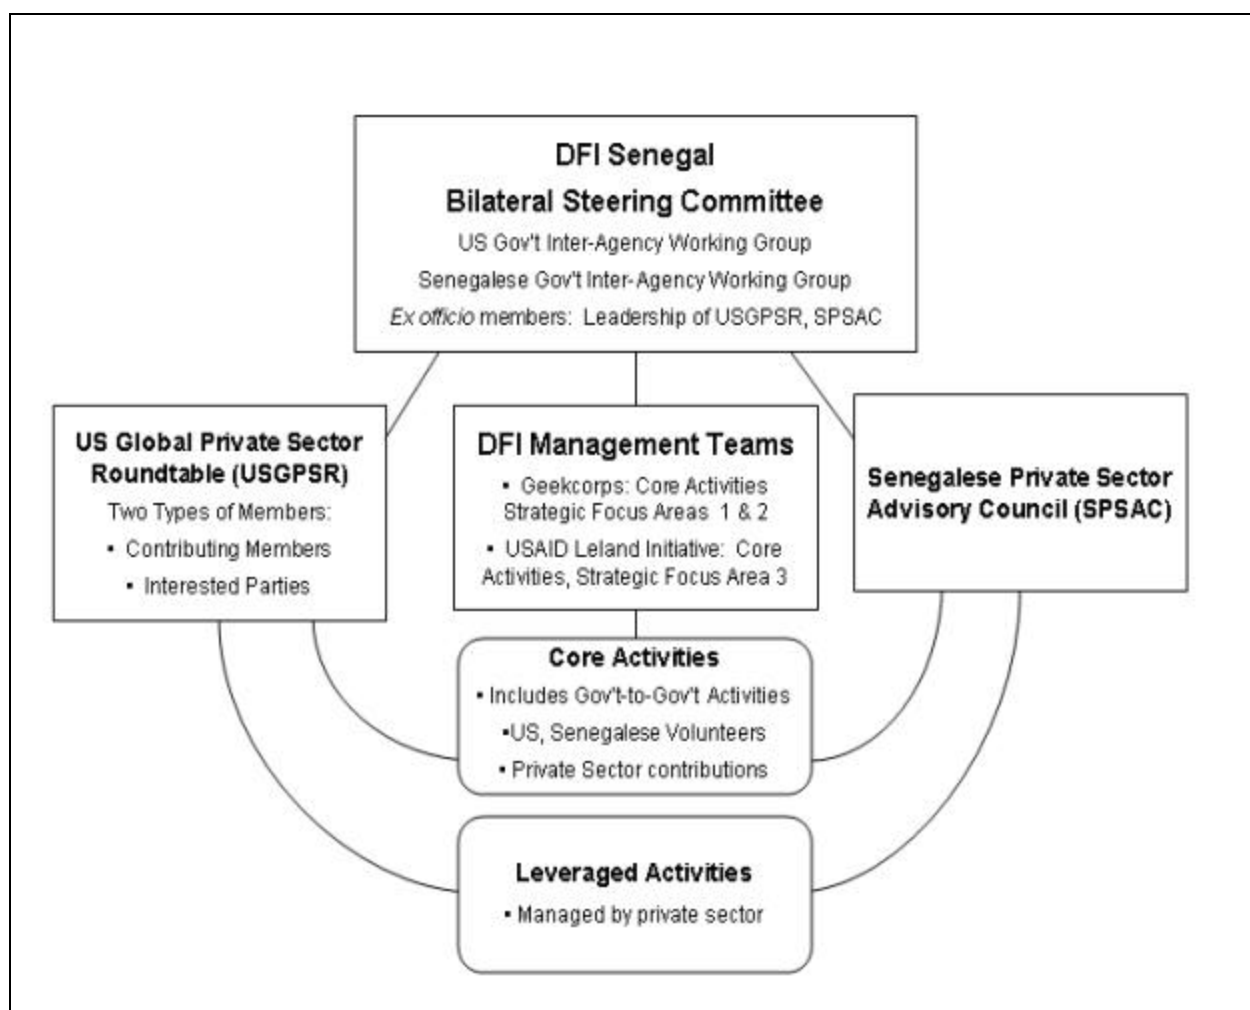 DFI Senegal
Bilateral Steering Committee
US Gov't Inter-Agency Working Group
Senegalese Gov't Inter-Agency Working Group
Ex officio members: Leadership of USGPSR, SPSAC
US Global Private Sector
Roundtable (USGPSR)
Two Types of Members:
▪ Contributing Members
▪ Interested Parties
DFI Management Teams
▪ Geekcorps: Core Activities
Strategic Focus Areas 1 & 2
▪ USAID Leland Initiative: Core
Activities, Strategic Focus Area 3
Senegalese Private Sector
Advisory Council (SPSAC)
Core Activities
▪ Includes Gov't-to-Gov't Activities
▪US, Senegalese Volunteers
▪ Private Sector contributions
Leveraged Activities
▪ Managed by private sector